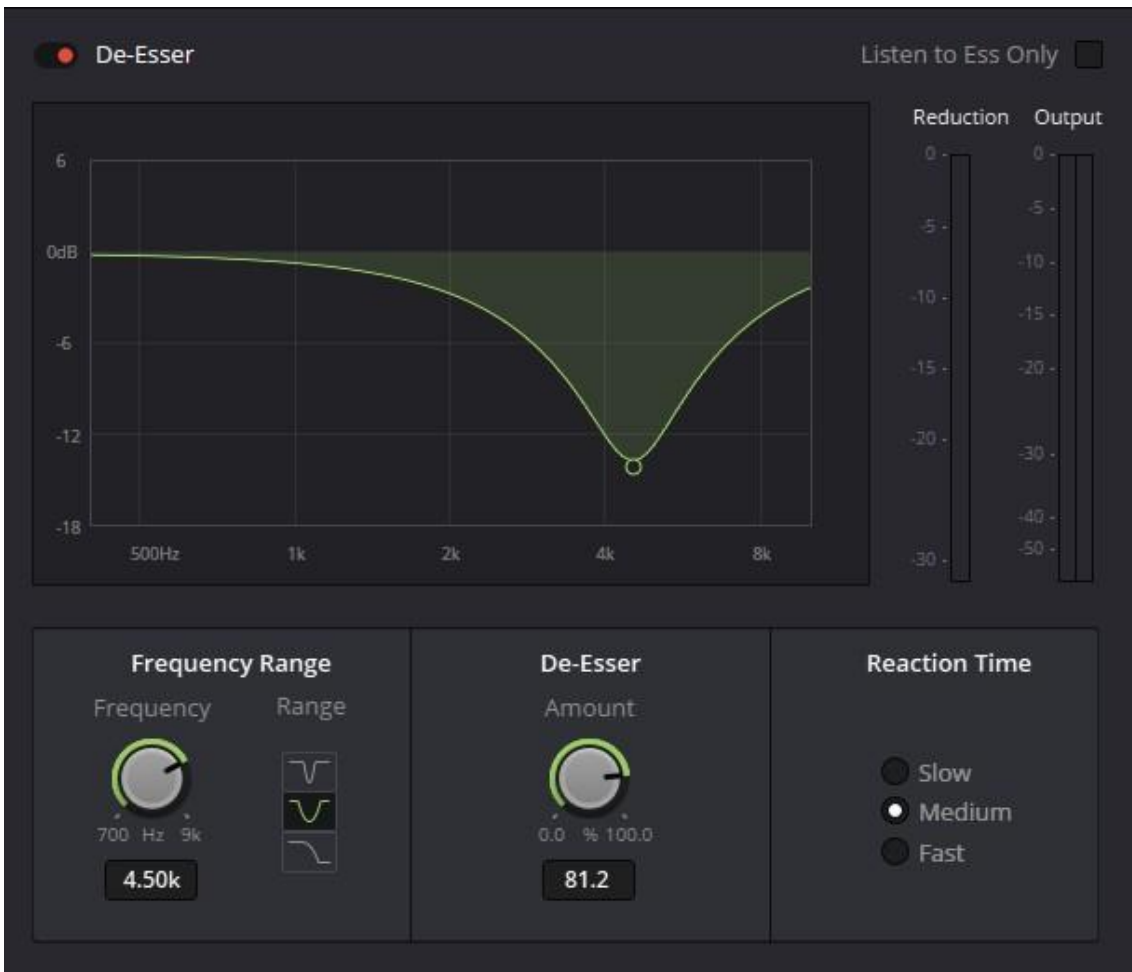 De-Esser
Listen to Ess Only
Reduction Output
6
0dB
-6
-12
-18
500Hz 1k 2k 4k 8k
0
-5
-10
-15
-20
-30
0
-5
-10
-15
-20
-30
-40
-50
Frequency Range
Frequency Range
700 Hz 9k
4.50k
De-Esser
Amount
0.0 % 100.0
81.2
Reaction Time
Slow
Medium
Fast